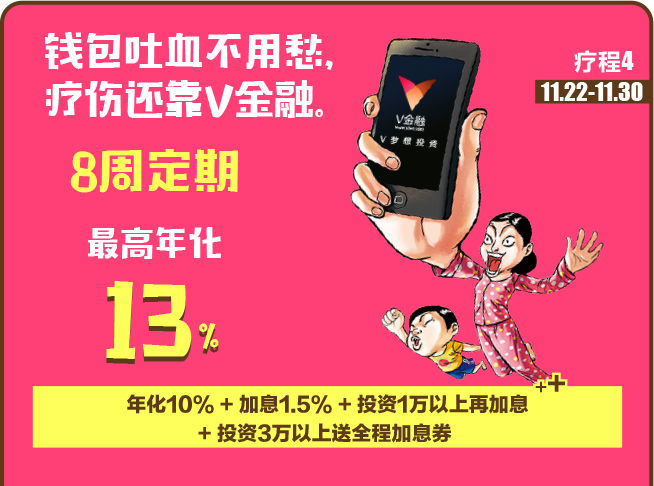 钱包吐血不用愁,
疗伤还靠V金融。
疗程4
11.22-11.30
V金融
V 梦想投资
8周定期
最高年化
13%
年化10% + 加息1.5% + 投资1万以上再加息
+ 投资3万以上送全程加息券